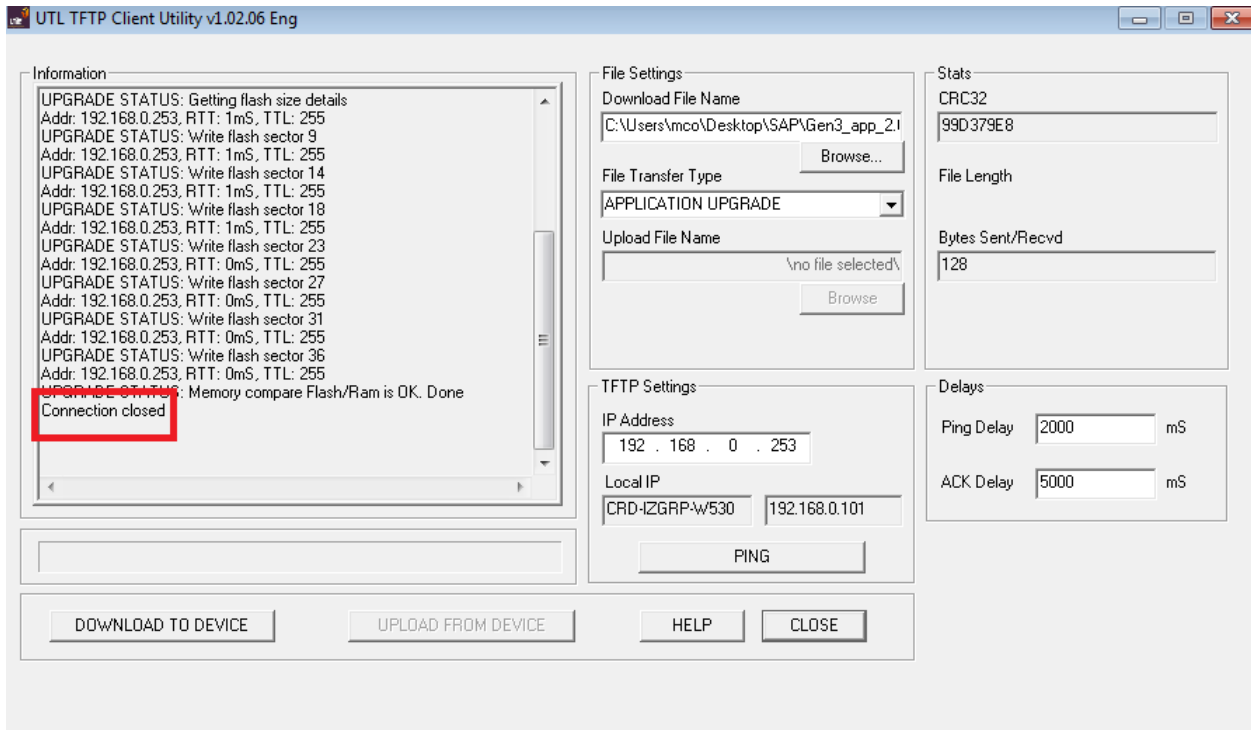 UTL TFTP Client Utility v1.02.06 Eng
Information
UPGRADE STATUS: Getting flash size details
Addr: 192.168.0.253, RTT: 1mS, TTL: 255
UPGRADE STATUS: Write flash sector 9
Addr: 192.168.0.253, RTT: 1mS, TTL: 255
UPGRADE STATUS: Write flash sector 14
Addr: 192.168.0.253, RTT: 1mS, TTL: 255
UPGRADE STATUS: Write flash sector 18
Addr: 192.168.0.253, RTT: 1mS, TTL: 255
UPGRADE STATUS: Write flash sector 23
Addr: 192.168.0.253, RTT: 0mS, TTL: 255
UPGRADE STATUS: Write flash sector 27
Addr: 192.168.0.253, RTT: 0mS, TTL: 255
UPGRADE STATUS: Write flash sector 31
Addr: 192.168.0.253, RTT: 0mS, TTL: 255
UPGRADE STATUS: Write flash sector 36
Addr: 192.168.0.253, RTT: 0mS, TTL: 255
UPGRADE STATUS: Memory compare Flash/Ram is OK. Done
Connection closed
File Settings
Download File Name
C:\Users\mco\Desktop\SAP\Gen3_app_2.
Browse...
File Transfer Type
APPLICATION UPGRADE
Upload File Name
\no file selected\
Browse
Stats
CRC32
99D379E8
File Length
Bytes Sent/Recvd
128
TFTP Settings
IP Address
192 . 168 . 0 . 253
Local IP
CRD-IZGRP-W530 192.168.0.101
PING
Delays
Ping Delay 2000 mS
ACK Delay 5000 mS
DOWNLOAD TO DEVICE
UPLOAD FROM DEVICE
HELP
CLOSE